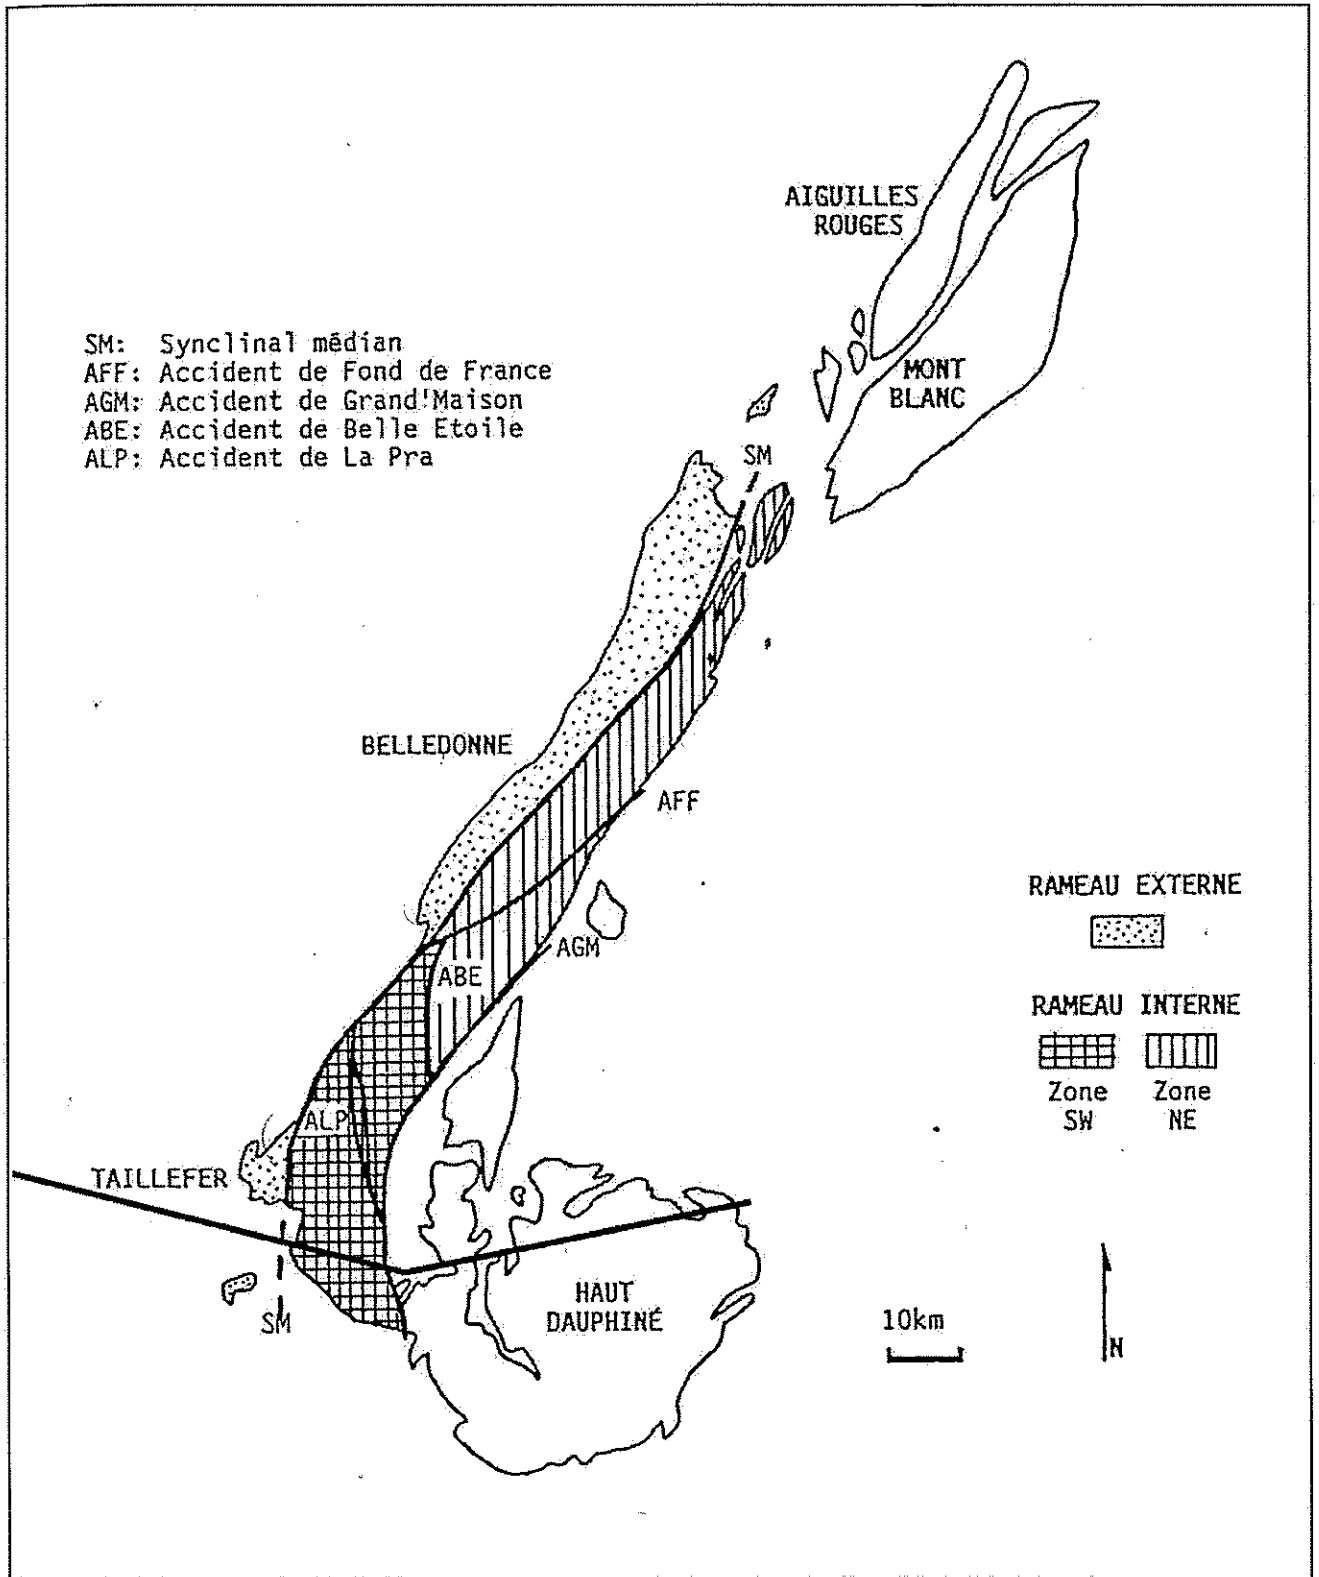 AIGUILLES
ROUGES
SM: Synclinal médian
AFF: Accident de Fond de France
AGM: Accident de Grand'Maison
ABE: Accident de Belle Etoile
ALP: Accident de La Pra
MONT
BLANC
SM
BELLEDONNE
AFF
RAMEAU EXTERNE
AGM
ABE
RAMEAU INTERNE
Zone
SW
Zone
NE
ALP
TAILLEFER
HAUT
DAUPHINÉ
SM
10km
N